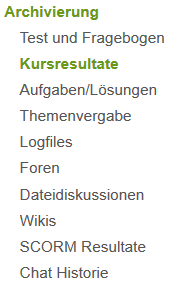 Archivierung
Test und Fragebogen
Kursresultate
Aufgaben/Lösungen
Themenvergabe
Logfiles
Foren
Dateidiskussionen
Wikis
SCORM Resultate
Chat Historie